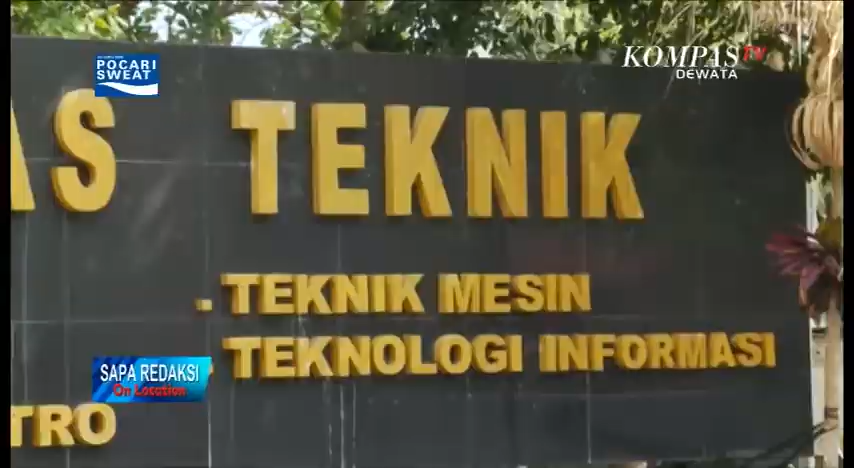 POCARI
SWEAT
KOMPAS TV
DEWATA
AS TEKNIK
. TEKNIK MESIN
. TEKNOLOGI INFORMASI
SAPA REDAKSI
On Location
TRO